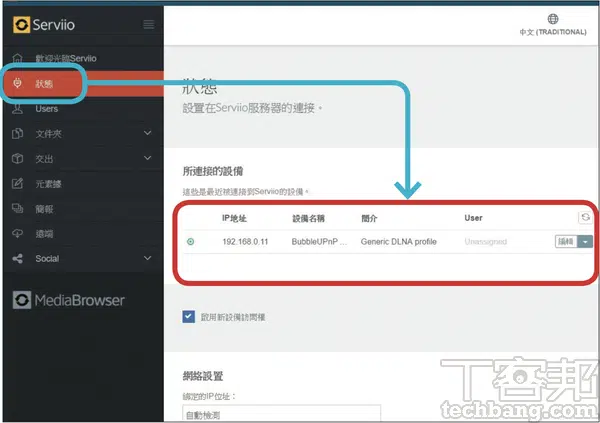 Serviio
中文 (TRADITIONAL)
歡迎光臨Serviio
狀態
Users
文件夾
交出
元素據
簡報
遠端
Social
MediaBrowser
狀態
設置在Serviio服務器的連接。
所連接的設備
這些是最近被連接到Serviio的設備。
IP地址 設備名稱 簡介 User
192.168.0.11 BubbleUPnP ... Generic DLNA profile Unassigned 編輯
啟用新設備訪問權
網絡設置
綁定的IP位址：
自動檢測
T客邦
techbang.com